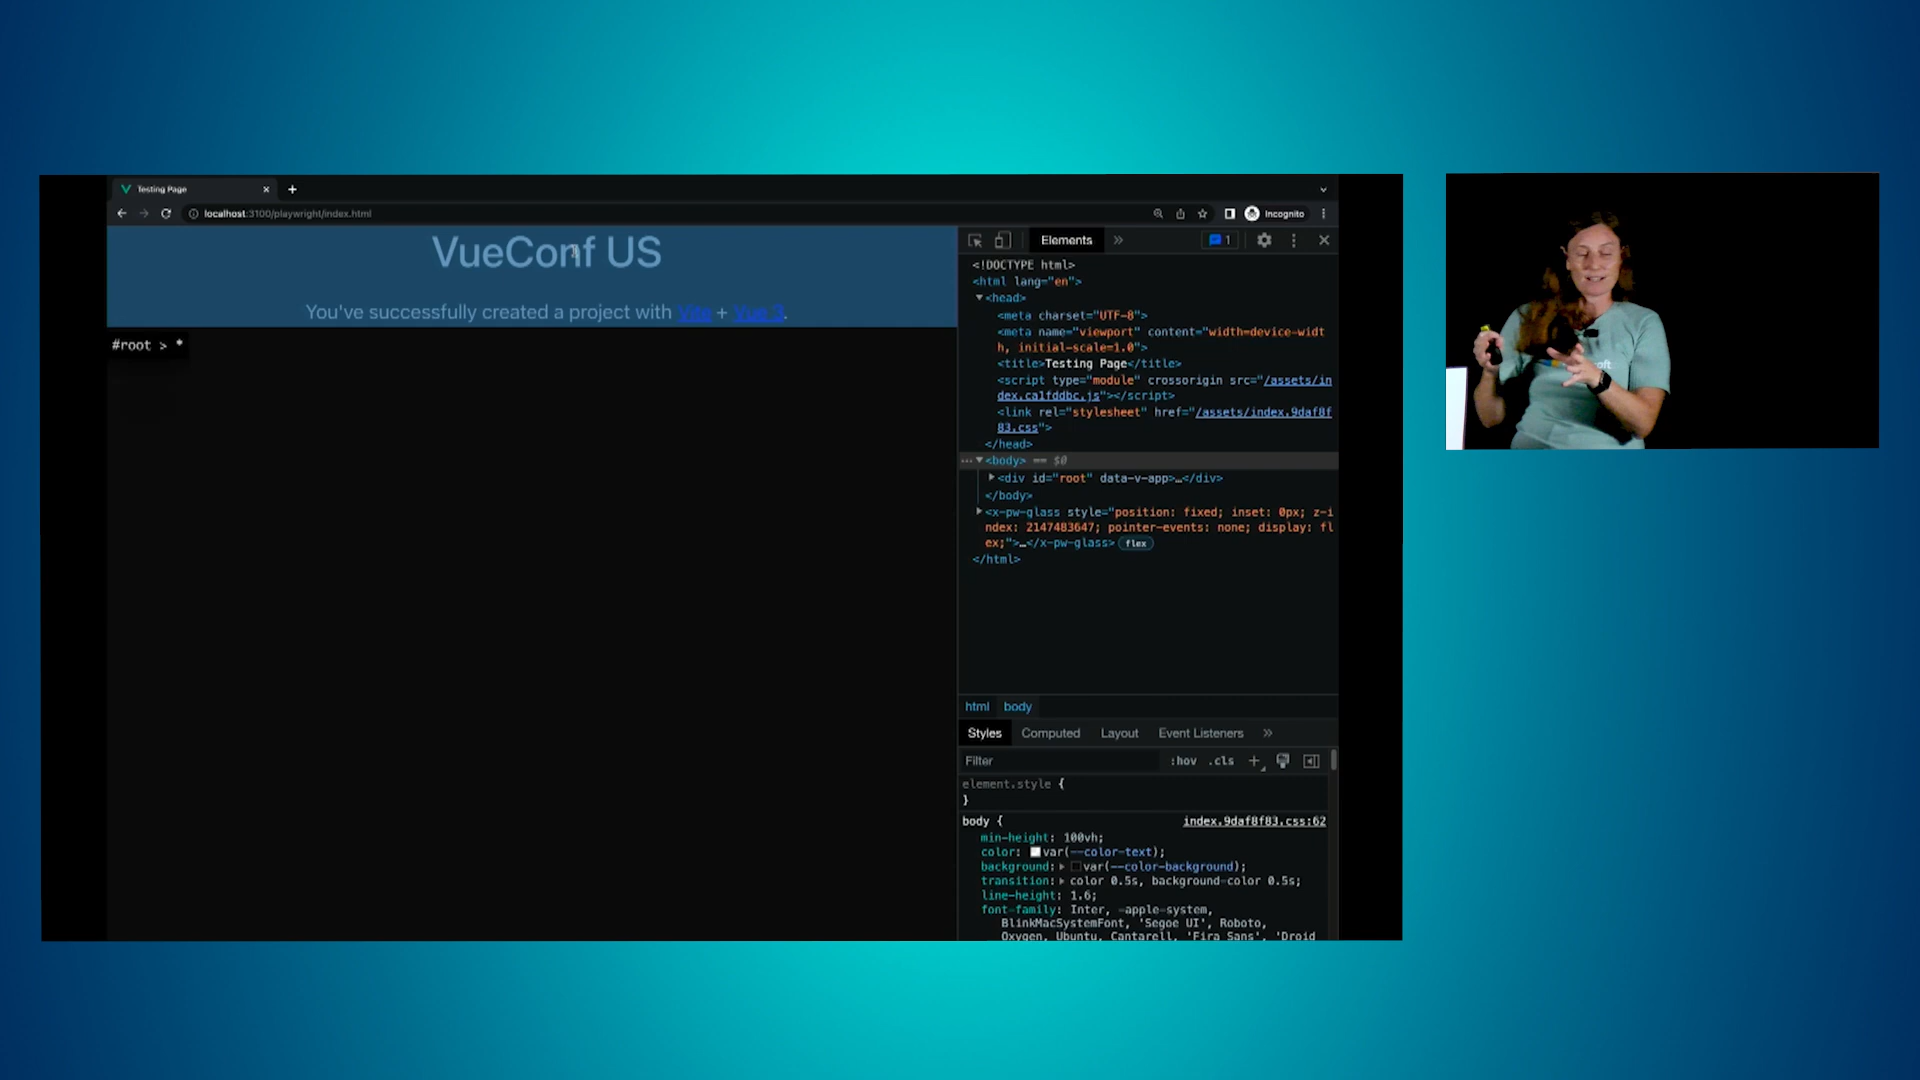 Testing Page
localhost:3100/playwright/index.html
Incognito
VueConf US
You've successfully created a project with Vite + Vue 3.
#root > *
Elements
1
<!DOCTYPE html>
<html lang="en">
<head>
<meta charset="UTF-8">
<meta name="viewport" content="width=device-widt
h, initial-scale=1.0">
<title>Testing Page</title>
<script type="module" crossorigin src="/assets/in
dex.ca1fddbc.js"></script>
<link rel="stylesheet" href="/assets/index.9daf8f
83.css">
</head>
<body> == $0
<div id="root" data-v-app>…</div>
</body>
<x-pw-glass style="position: fixed; inset: 0px; z-i
ndex: 2147483647; pointer-events: none; display: fl
ex;">…</x-pw-glass> flex
</html>
html body
Styles Computed Layout Event Listeners
Filter :hov .cls
element.style {
}
body { index.9daf8f83.css:62
min-height: 100vh;
color: var(--color-text);
background: var(--color-background);
transition: color 0.5s, background-color 0.5s;
line-height: 1.6;
font-family: Inter, -apple-system,
BlinkMacSystemFont, 'Segoe UI', Roboto,
Oxygen, Ubuntu, Cantarell, 'Fira Sans', 'Droid